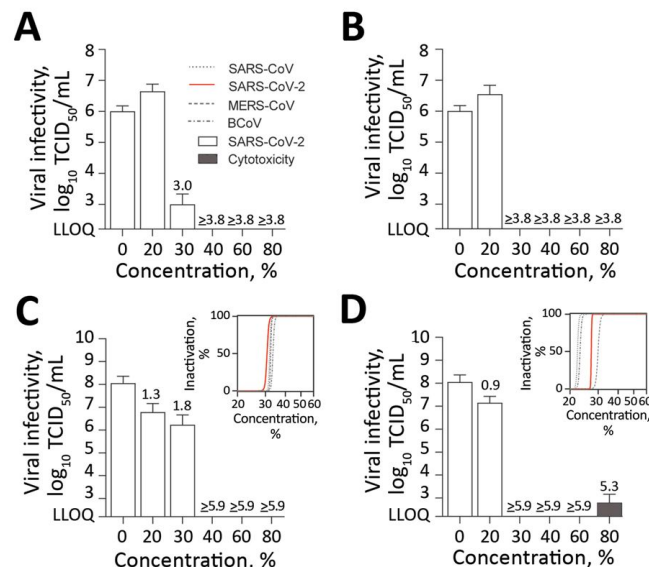 A
Viral infectivity,
log10 TCID50/mL
8
7
6
5
4
3
LLOQ
SARS-CoV
SARS-CoV-2
MERS-CoV
BCoV
SARS-CoV-2
Cytotoxicity
3.0
≥3.8 ≥3.8 ≥3.8
0 20 30 40 60 80
Concentration, %
B
Viral infectivity,
log10 TCID50/mL
8
7
6
5
4
3
LLOQ
≥3.8 ≥3.8 ≥3.8 ≥3.8
0 20 30 40 60 80
Concentration, %
C
Viral infectivity,
log10 TCID50/mL
10
9
8
7
6
5
4
3
LLOQ
1.3
1.8
≥5.9 ≥5.9 ≥5.9
0 20 30 40 60 80
Concentration, %
Inactivation,
%
100
50
0
20 30 40 50 60
Concentration,
%
D
Viral infectivity,
log10 TCID50/mL
10
9
8
7
6
5
4
3
LLOQ
0.9
≥5.9 ≥5.9 ≥5.9
5.3
0 20 30 40 60 80
Concentration, %
Inactivation,
%
100
50
0
20 30 40 50 60
Concentration,
%